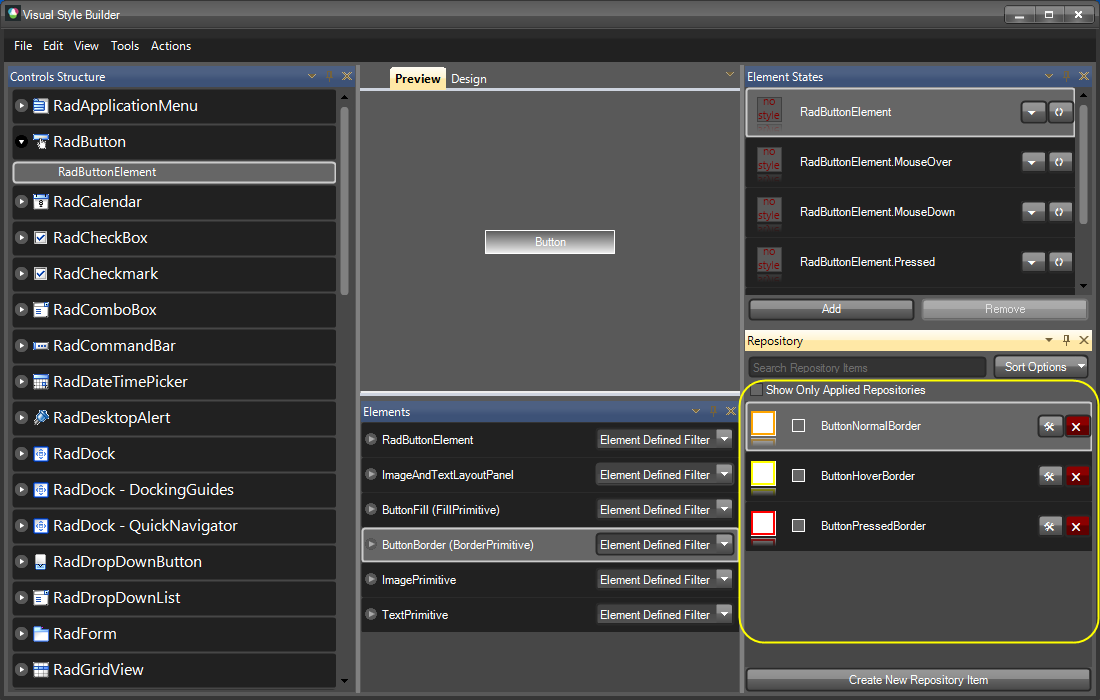 Visual Style Builder
File Edit View Tools Actions
Controls Structure
RadApplicationMenu
RadButton
RadButtonElement
RadCalendar
RadCheckBox
RadCheckmark
RadComboBox
RadCommandBar
RadDateTimePicker
RadDesktopAlert
RadDock
RadDock - DockingGuides
RadDock - QuickNavigator
RadDropDownButton
RadDropDownList
RadForm
RadGridView
Preview Design
Button
Elements
RadButtonElement Element Defined Filter
ImageAndTextLayoutPanel Element Defined Filter
ButtonFill (FillPrimitive) Element Defined Filter
ButtonBorder (BorderPrimitive) Element Defined Filter
ImagePrimitive Element Defined Filter
TextPrimitive Element Defined Filter
Element States
no
style
RadButtonElement
no
style
RadButtonElement.MouseOver
no
style
RadButtonElement.MouseDown
no
style
RadButtonElement.Pressed
Add Remove
Repository
Search Repository Items Sort Options
Show Only Applied Repositories
ButtonNormalBorder
ButtonHoverBorder
ButtonPressedBorder
Create New Repository Item